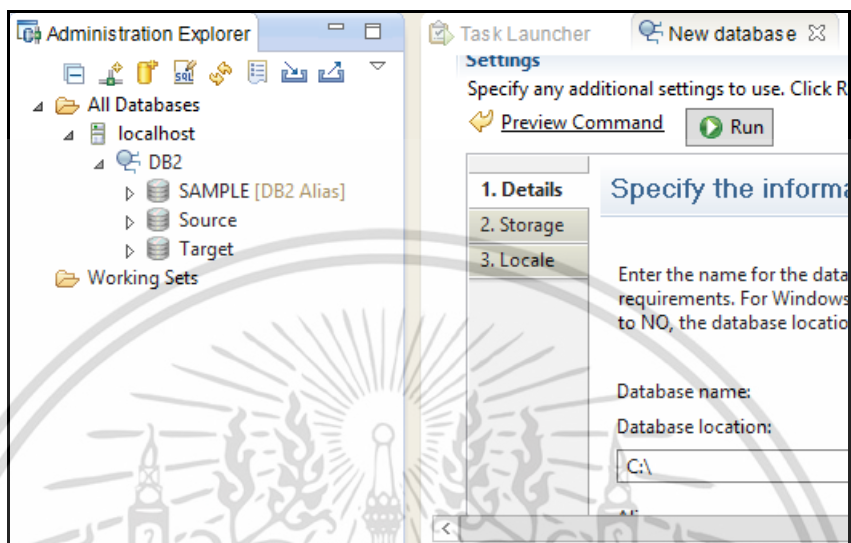 Administration Explorer
All Databases
localhost
DB2
SAMPLE [DB2 Alias]
Source
Target
Working Sets
Task Launcher
New database
Settings
Specify any additional settings to use. Click R
Preview Command
Run
1. Details
2. Storage
3. Locale
Specify the informa
Enter the name for the data
requirements. For Windows
to NO, the database locatio
Database name:
Database location:
C:\